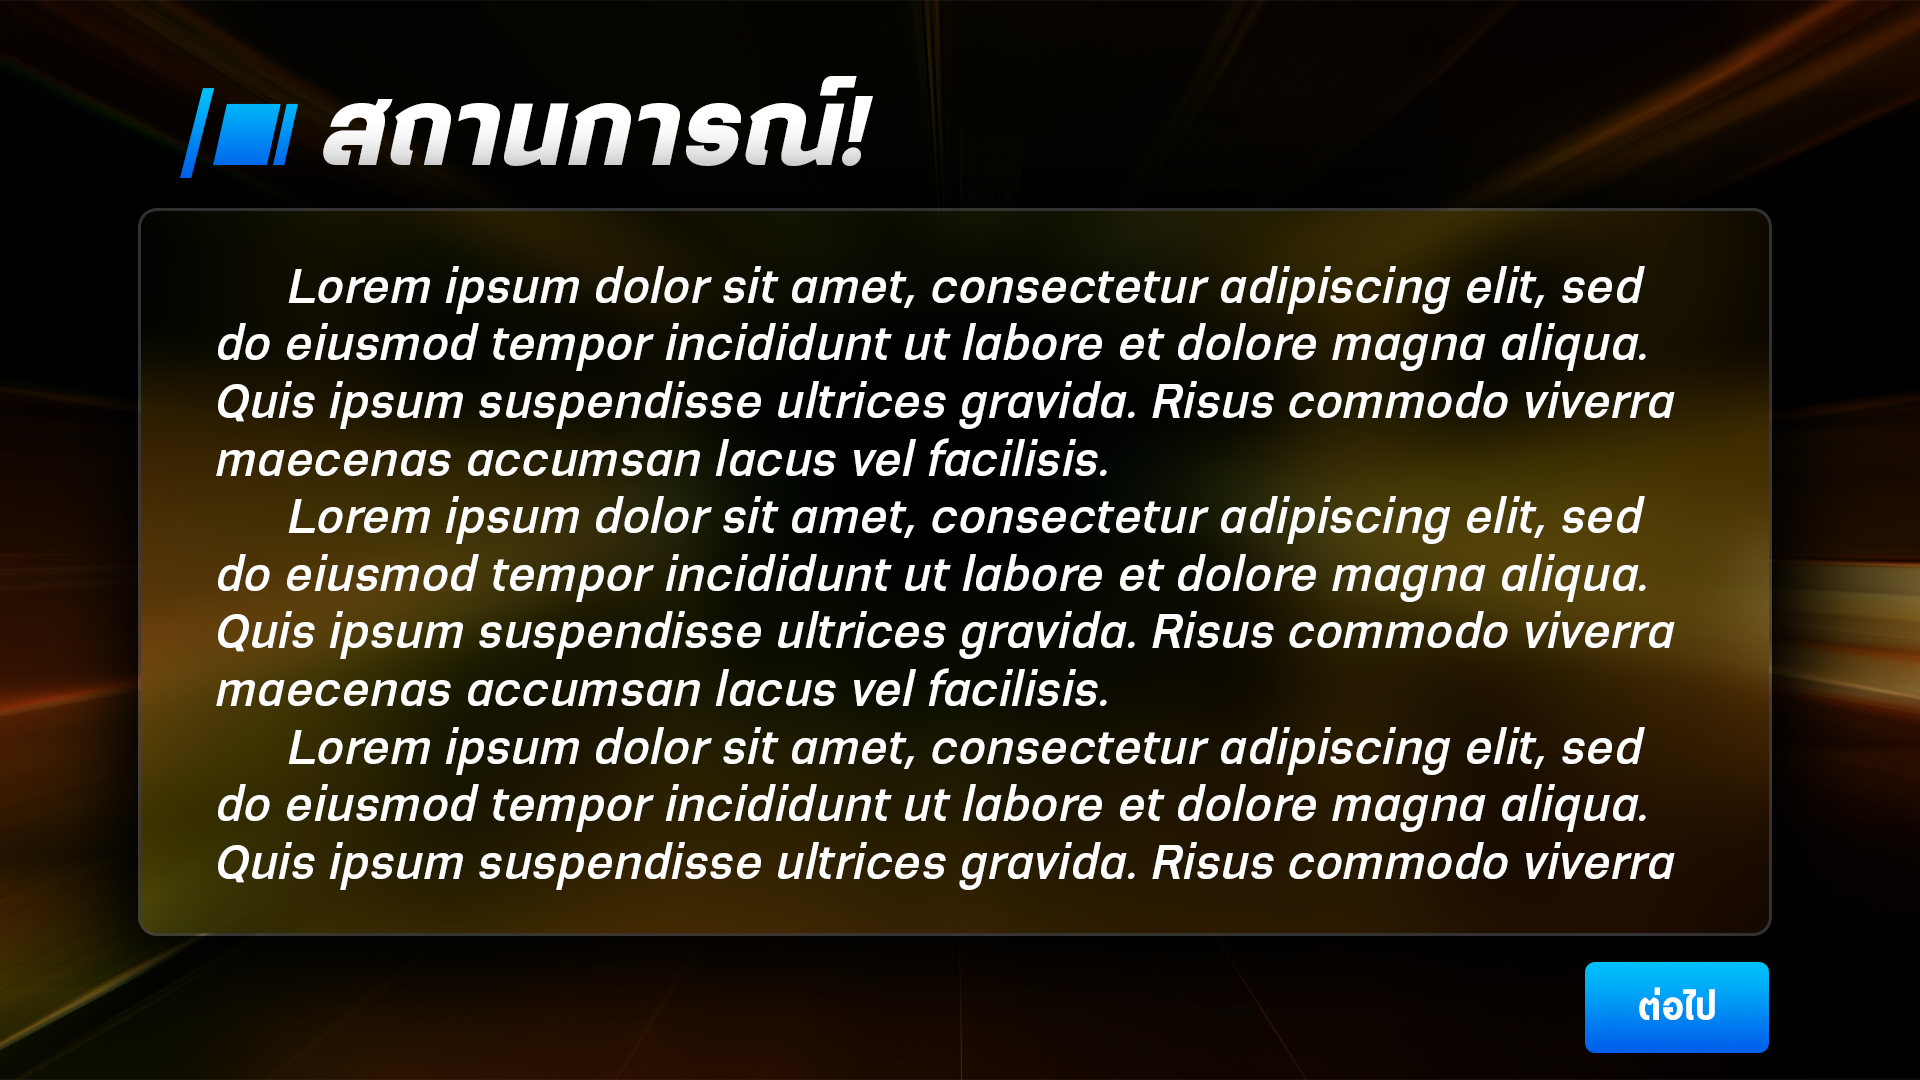 สถานการณ์!
Lorem ipsum dolor sit amet, consectetur adipiscing elit, sed
do eiusmod tempor incididunt ut labore et dolore magna aliqua.
Quis ipsum suspendisse ultrices gravida. Risus commodo viverra
maecenas accumsan lacus vel facilisis.
Lorem ipsum dolor sit amet, consectetur adipiscing elit, sed
do eiusmod tempor incididunt ut labore et dolore magna aliqua.
Quis ipsum suspendisse ultrices gravida. Risus commodo viverra
maecenas accumsan lacus vel facilisis.
Lorem ipsum dolor sit amet, consectetur adipiscing elit, sed
do eiusmod tempor incididunt ut labore et dolore magna aliqua.
Quis ipsum suspendisse ultrices gravida. Risus commodo viverra
ต่อไป